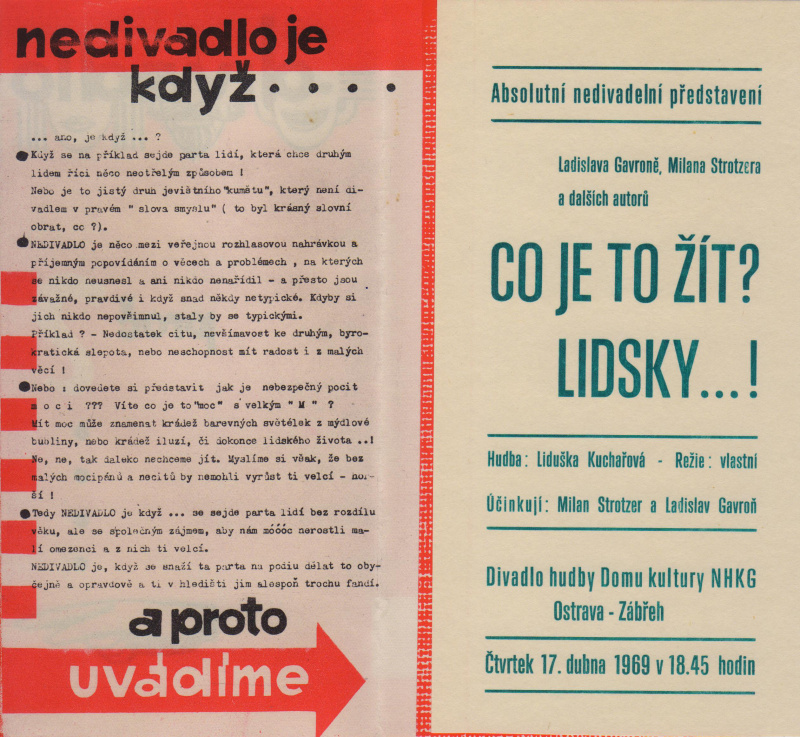 nedivadlo je
když. . . .
... ano, je když ... ?
Když se na příklad sejde parta lidí, která chce druhým
lidem říci něco neotřelým způsobem !
Nebo je to jistý druh jevištního "kumštu", který není di-
vadlem v pravém " slova smyslu" ( to byl krásný slovní
obrat, co ?).
NEDIVADLO je něco mezi veřejnou rozhlasovou nahrávkou a
příjemným popovídáním o věcech a problémech , na kterých
se nikdo neusnesl a ani nikdo nenařídil - a přesto jsou
závažné, pravdivé i když snad někdy netypické. Kdyby si
jich nikdo nepovšimnul, staly by se typickými.
Příklad ? - Nedostatek citu, nevšímavost ke druhým, byro-
kratická slepota, nebo neschopnost mít radost i z malých
věcí !
Nebo : dovedete si představit jak je nebezpečný pocit
m o c i ??? Víte co je to "moc" s velkým " M " ?
Mít moc může znamenat krádež barevných světélek z mýdlové
bubliny, nebo krádež iluzí, či dokonce lidského života ..!
Ne, ne, tak daleko nechceme jít. Myslíme si však, že bez
malých mocipánů a necitů by nemohli vyrůst ti velcí - hor-
ší !
Tedy NEDIVADLO je když ... se sejde parta lidí bez rozdílu
věku, ale se společným zájmem, aby nám móóóc nerostli ma-
lí omezenci a z nich ti velcí.
NEDIVADLO je, když se snaží ta parta na podiu dělat to oby-
čejně a opravdově a ti v hledišti jim alespoň trochu fandí.
a proto
uvádíme
Absolutní nedivadelní představení
Ladislava Gavroně, Milana Strotzera
a dalších autorů
CO JE TO ŽÍT?
LIDSKY...!
Hudba : Liduška Kuchařová - Režie : vlastní
Účinkují : Milan Strotzer a Ladislav Gavroň
Divadlo hudby Domu kultury NHKG
Ostrava - Zábřeh
Čtvrtek 17. dubna 1969 v 18.45 hodin